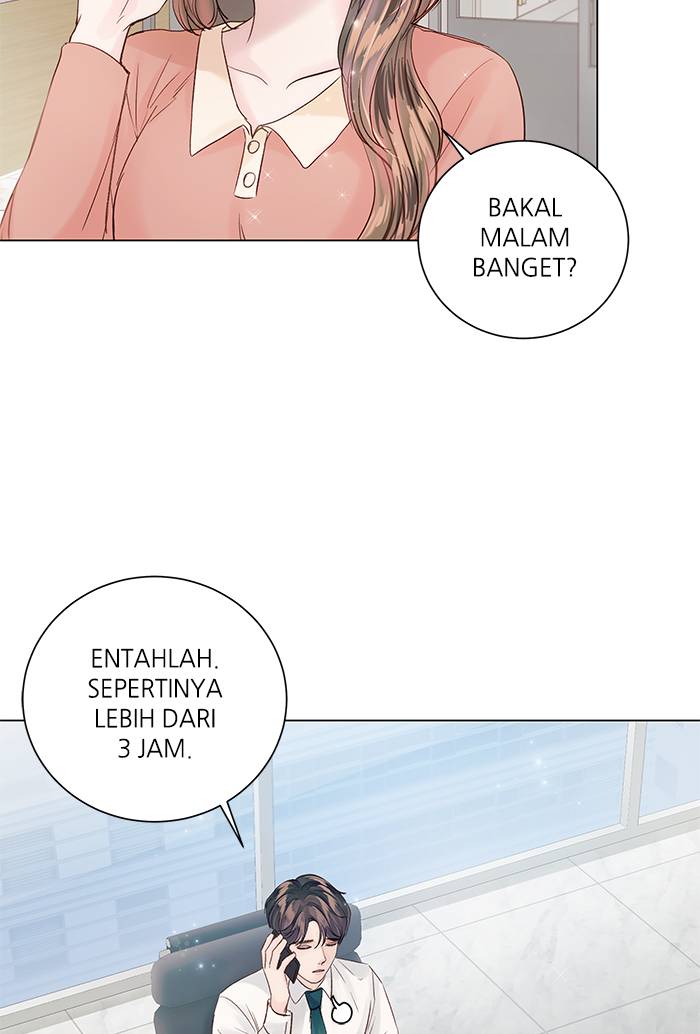 BAKAL
MALAM
BANGET?
ENTAHLAH.
SEPERTINYA
LEBIH DARI
3 JAM.